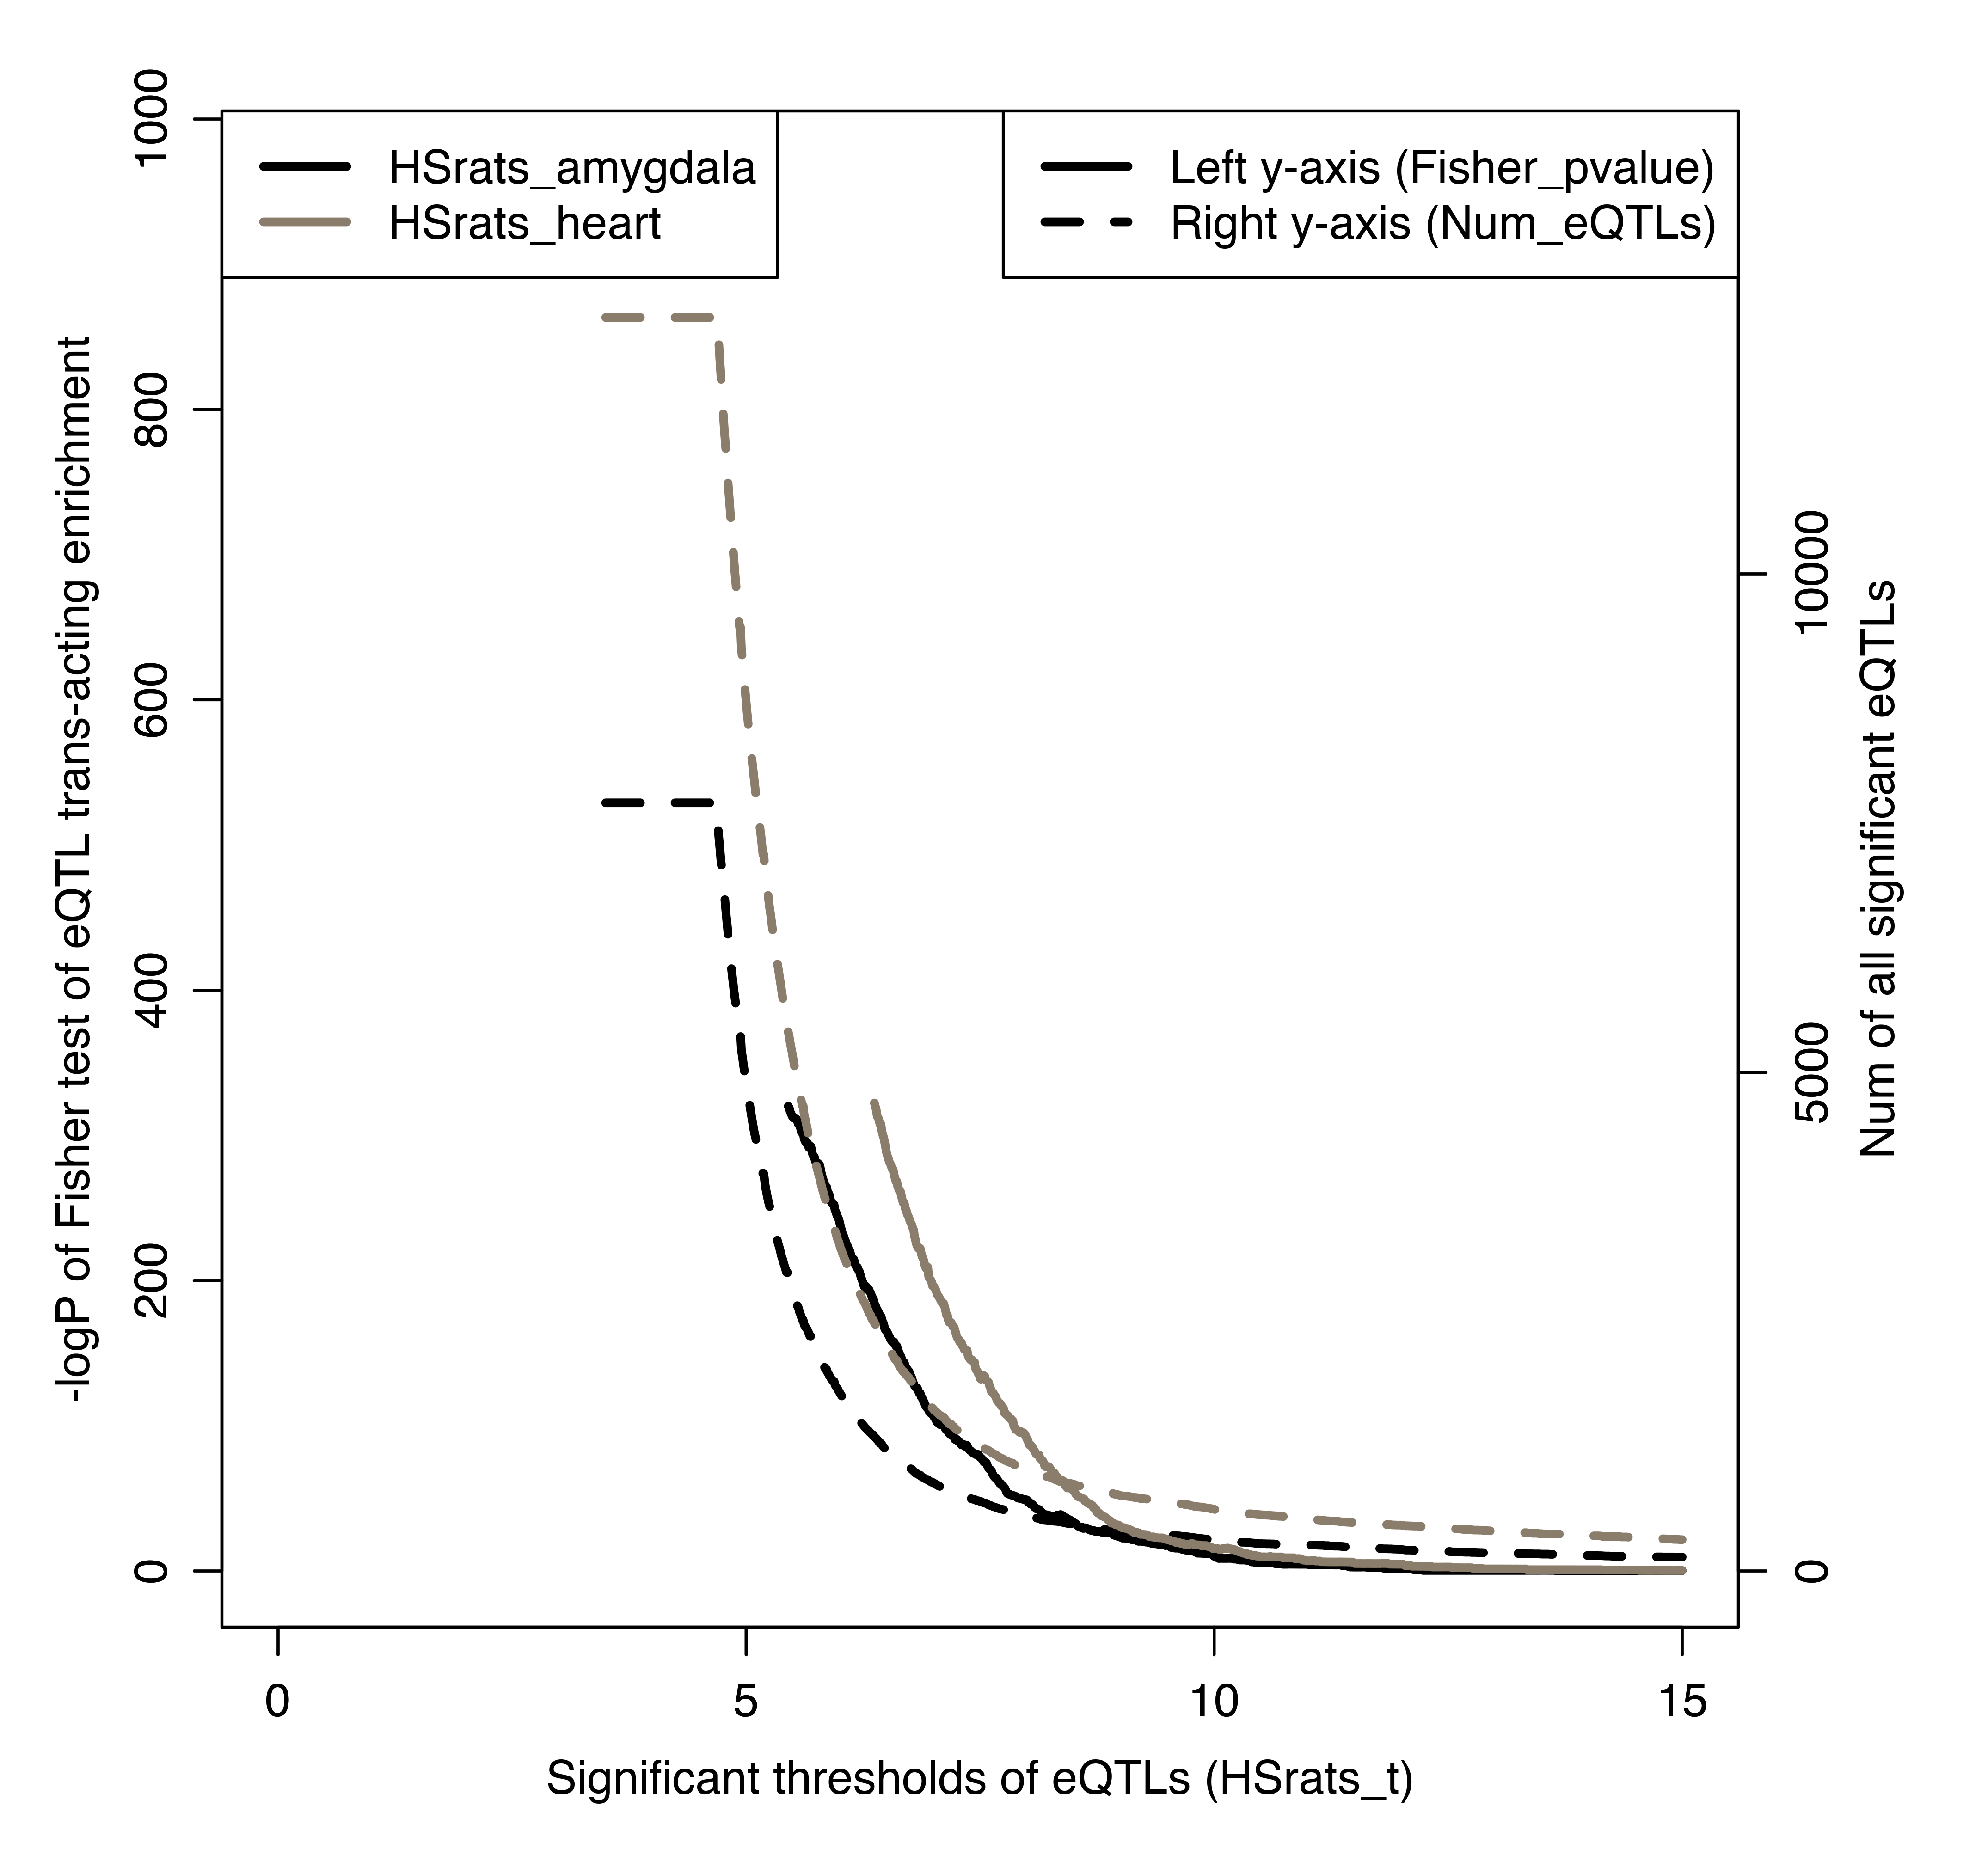 HSrats_amygdala
HSrats_heart
Left y-axis (Fisher_pvalue)
Right y-axis (Num_eQTLs)
-logP of Fisher test of eQTL trans-acting enrichment
1000
800
600
400
200
0
10000
5000
0
Num of all significant eQTLs
0
5
10
15
Significant thresholds of eQTLs (HSrats_t)